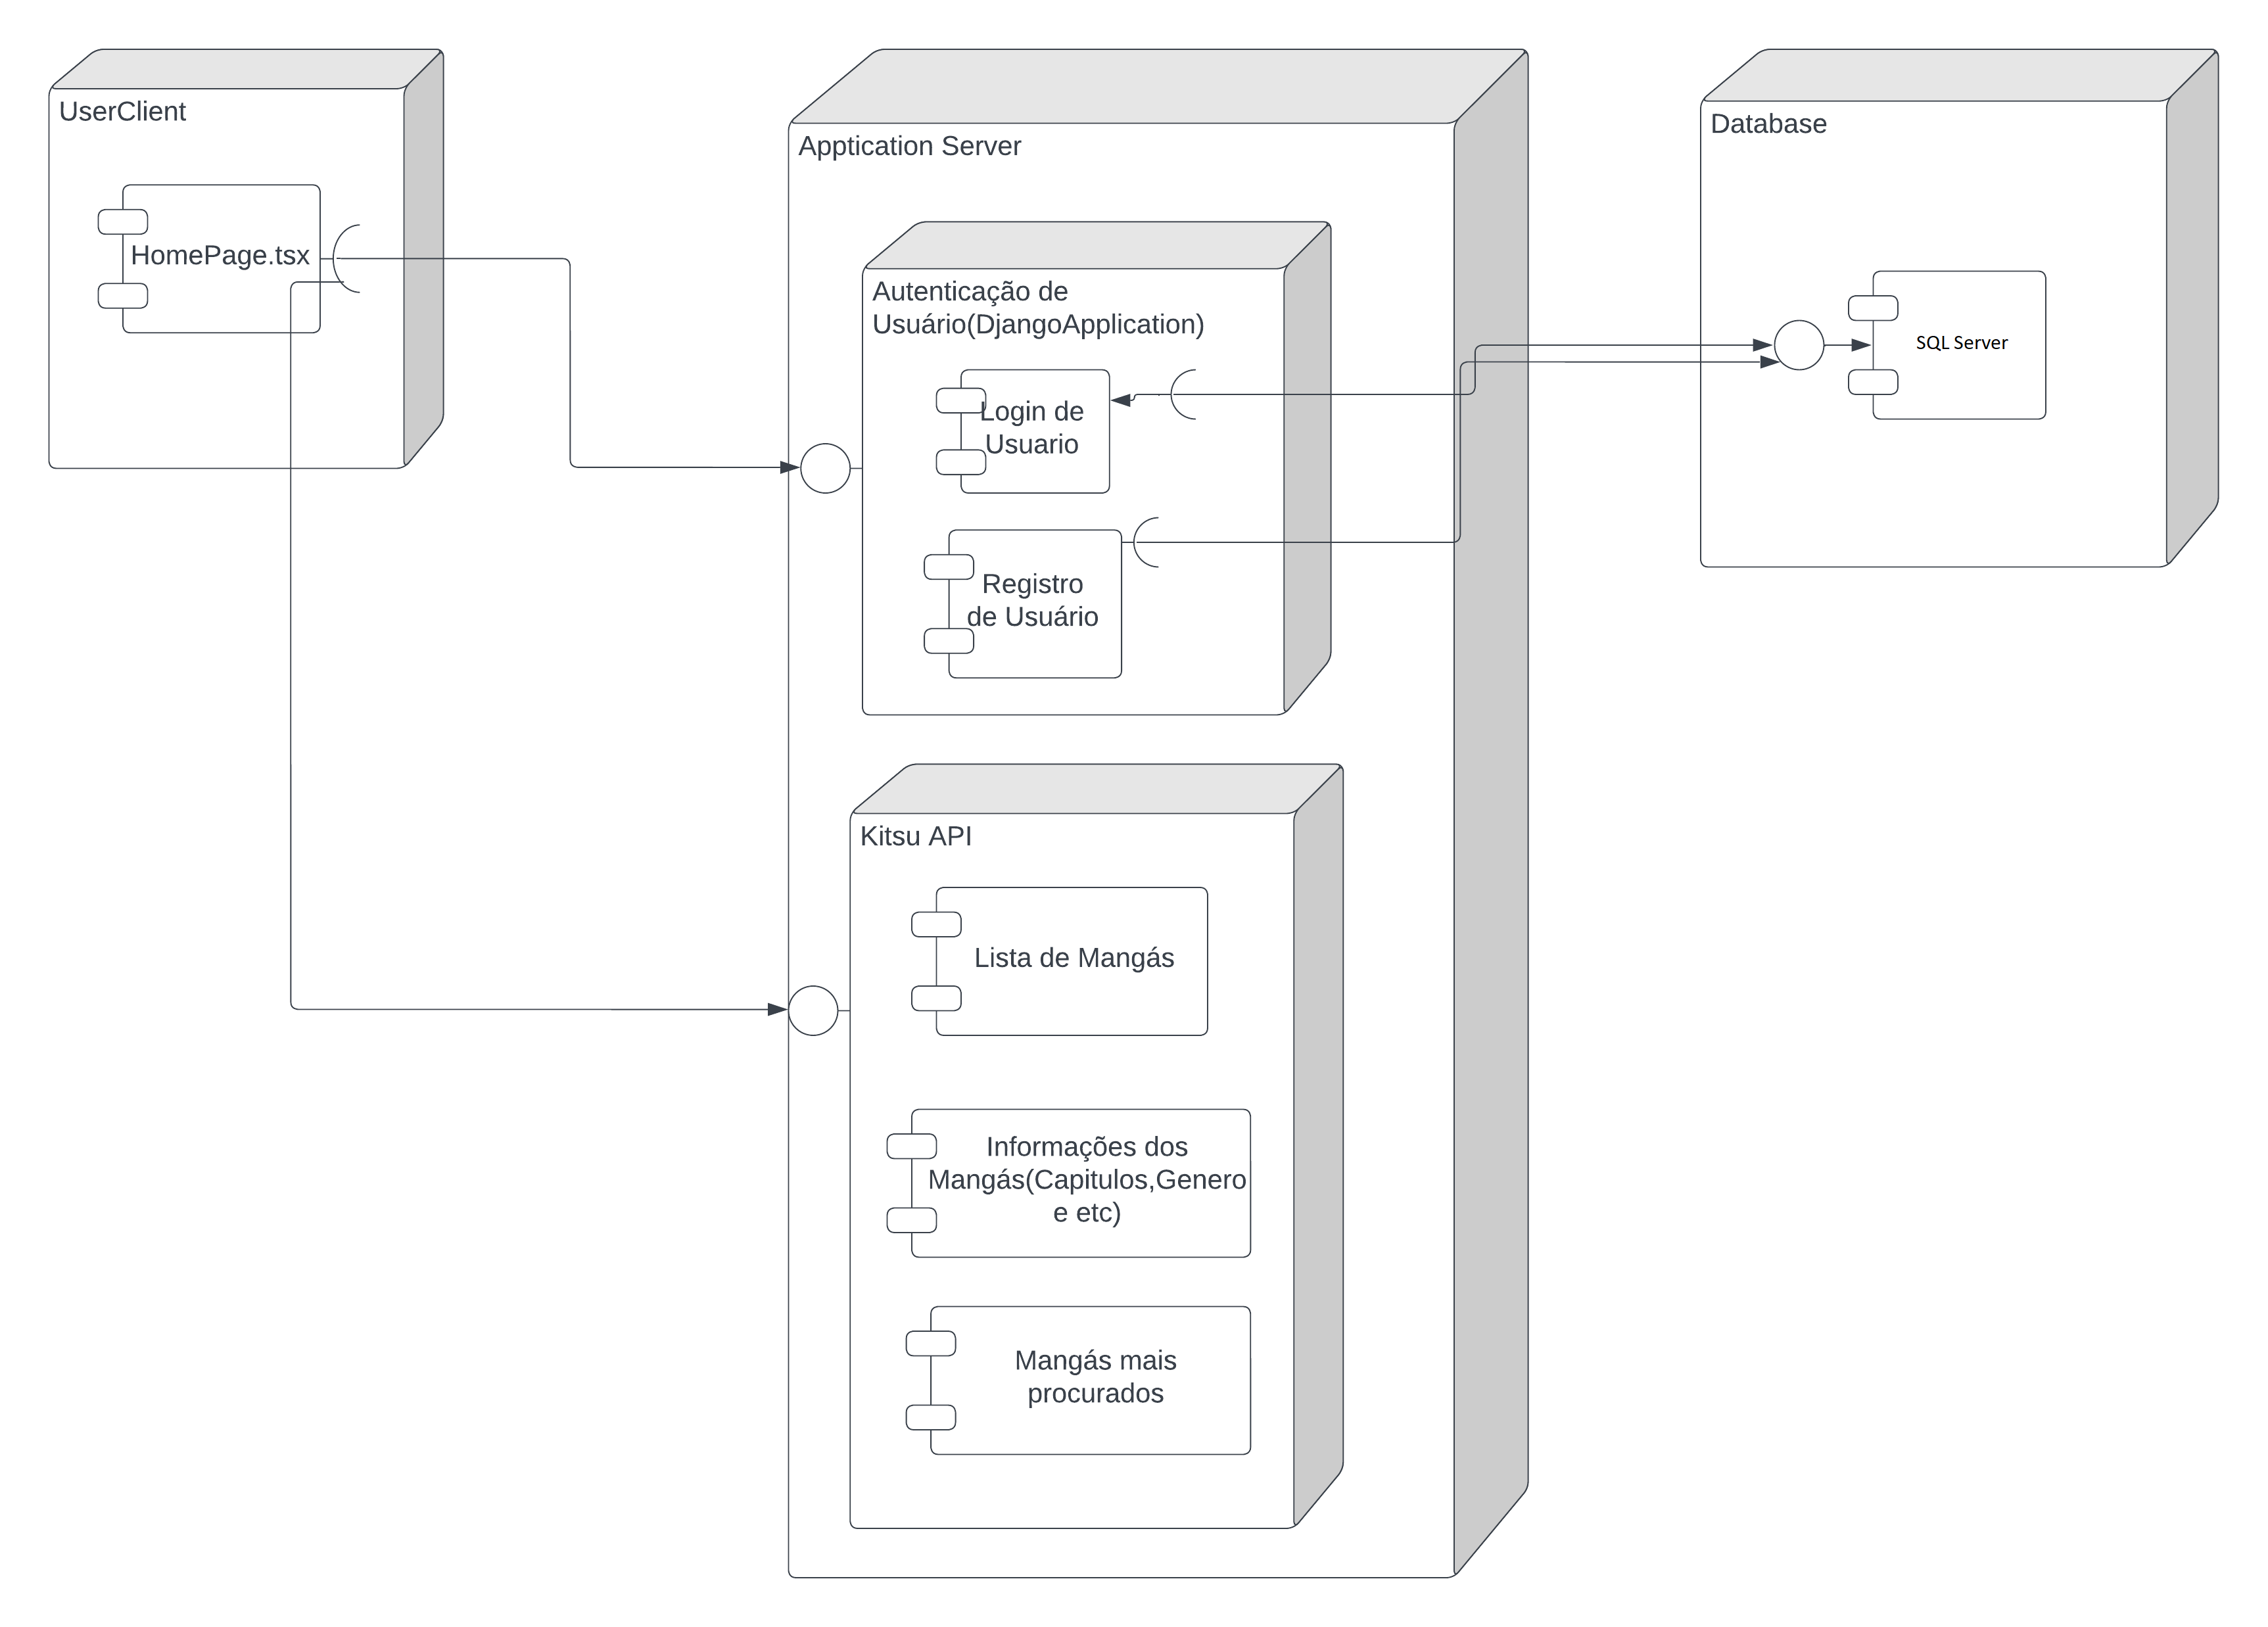 UserClient
HomePage.tsx
Apptication Server
Autenticação de
Usuário(DjangoApplication)
Login de
Usuario
Registro
de Usuário
Kitsu API
Lista de Mangás
Informações dos
Mangás(Capitulos,Genero
e etc)
Mangás mais
procurados
Database
SQL Server